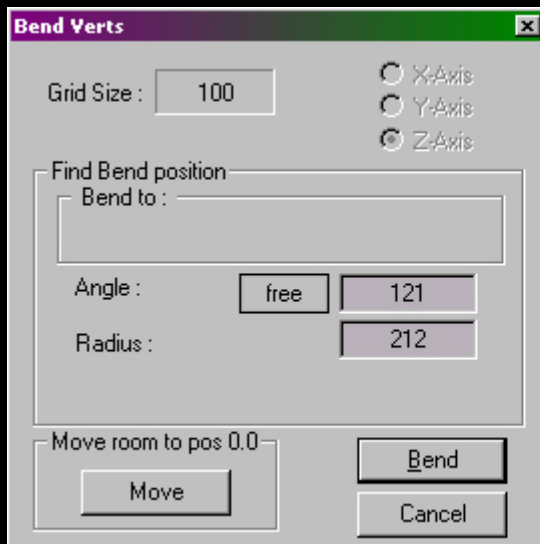 Bend Verts
Grid Size : 100
X-Axis
Y-Axis
Z-Axis
Find Bend position
Bend to :
Angle : free 121
Radius : 212
Move room to pos 0.0
Move
Bend
Cancel